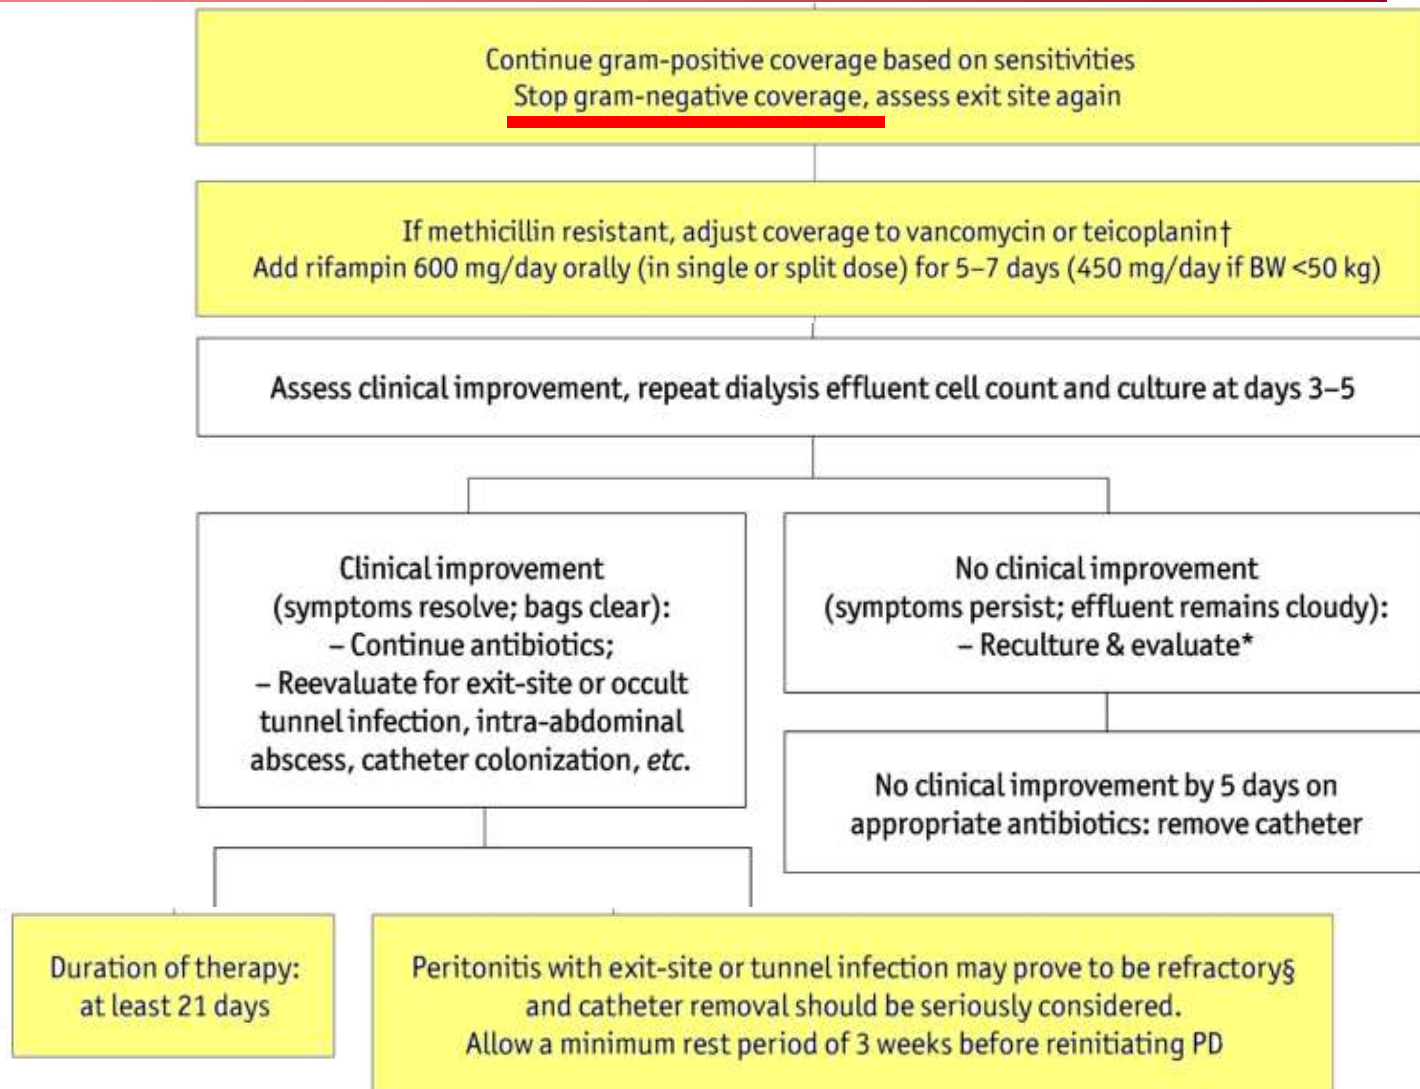 Continue gram-positive coverage based on sensitivities
Stop gram-negative coverage, assess exit site again
If methicillin resistant, adjust coverage to vancomycin or teicoplanin†
Add rifampin 600 mg/day orally (in single or split dose) for 5–7 days (450 mg/day if BW <50 kg)
Assess clinical improvement, repeat dialysis effluent cell count and culture at days 3–5
Clinical improvement
(symptoms resolve; bags clear):
– Continue antibiotics;
– Reevaluate for exit-site or occult
tunnel infection, intra-abdominal
abscess, catheter colonization, etc.
No clinical improvement
(symptoms persist; effluent remains cloudy):
– Reculture & evaluate*
No clinical improvement by 5 days on
appropriate antibiotics: remove catheter
Duration of therapy:
at least 21 days
Peritonitis with exit-site or tunnel infection may prove to be refractory§
and catheter removal should be seriously considered.
Allow a minimum rest period of 3 weeks before reinitiating PD